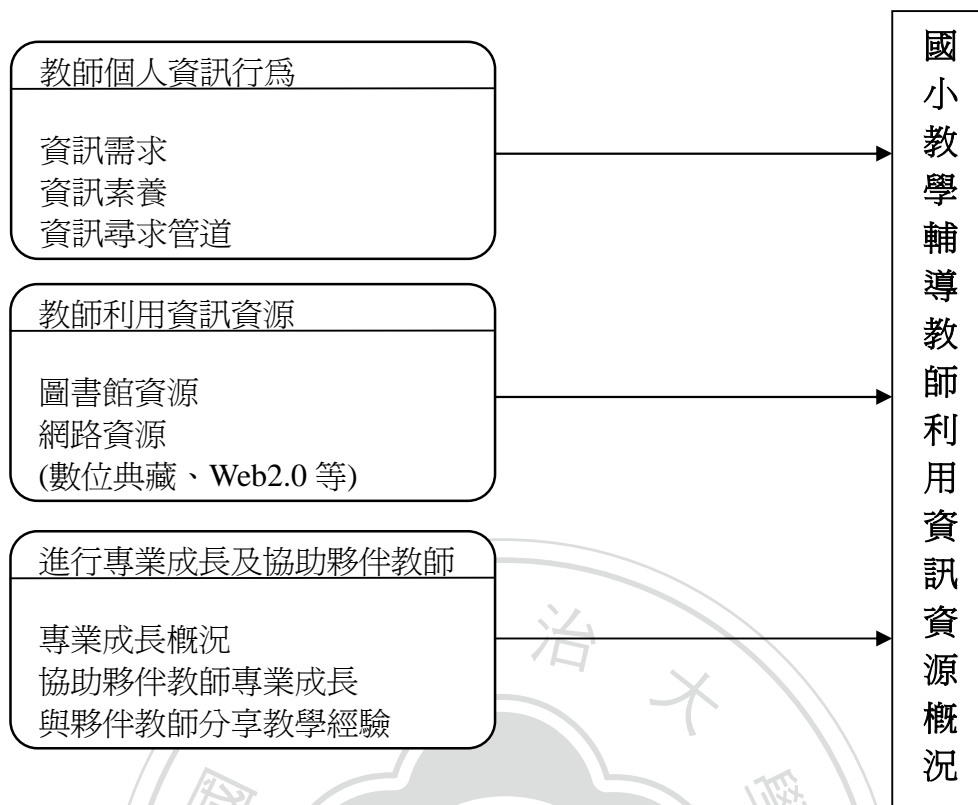 教師個人資訊行為
資訊需求
資訊素養
資訊尋求管道
教師利用資訊資源
圖書館資源
網路資源
(數位典藏、Web2.0 等)
進行專業成長及協助夥伴教師
專業成長概況
協助夥伴教師專業成長
與夥伴教師分享教學經驗
國小教學輔導教師利用資訊資源概況
治大
國
學